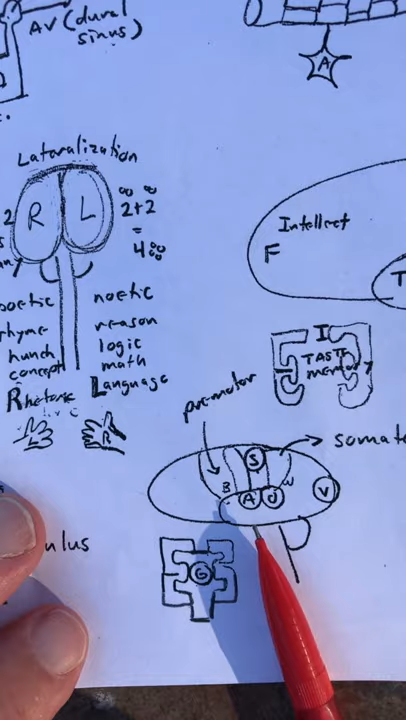 AV (dural
sinus)
A
Lateralization
R
L
2+2
=
4
Intellect
F
T
poetic
rhyme
hunch
concept
Rhetoric
noetic
reason
logic
math
Language
L
R
I
TASTE
memory
premotor
somato
S
B
A
O
W
V
G
ulus